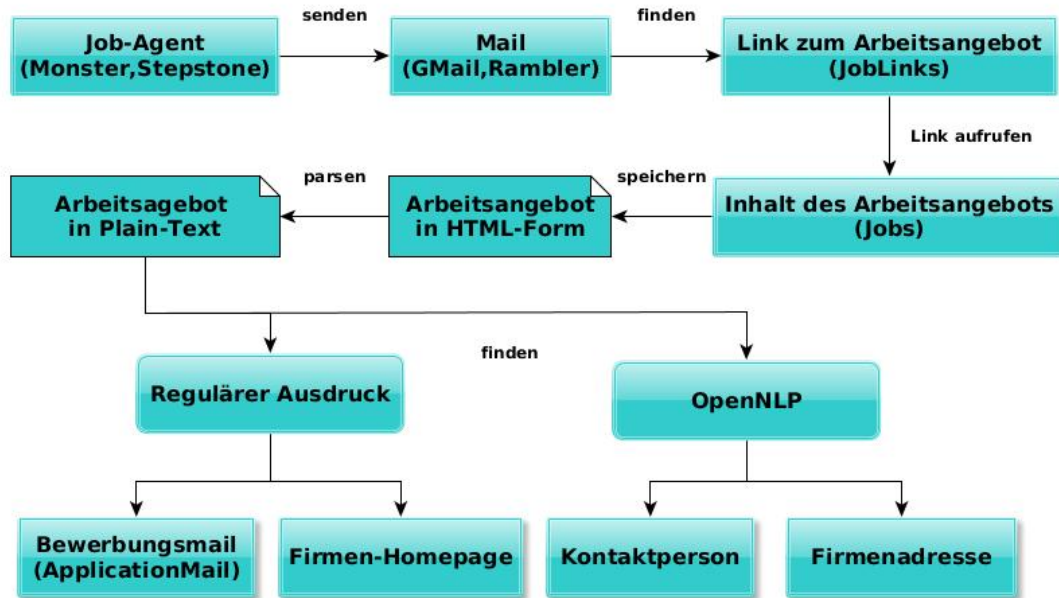 senden
finden
Job-Agent
(Monster,Stepstone)
Mail
(GMail,Rambler)
Link zum Arbeitsangebot
(JobLinks)
Link aufrufen
parsen
speichern
Arbeitsagebot
in Plain-Text
Arbeitsangebot
in HTML-Form
Inhalt des Arbeitsangebots
(Jobs)
finden
Regulärer Ausdruck
OpenNLP
Bewerbungsmail
(ApplicationMail)
Firmen-Homepage
Kontaktperson
Firmenadresse